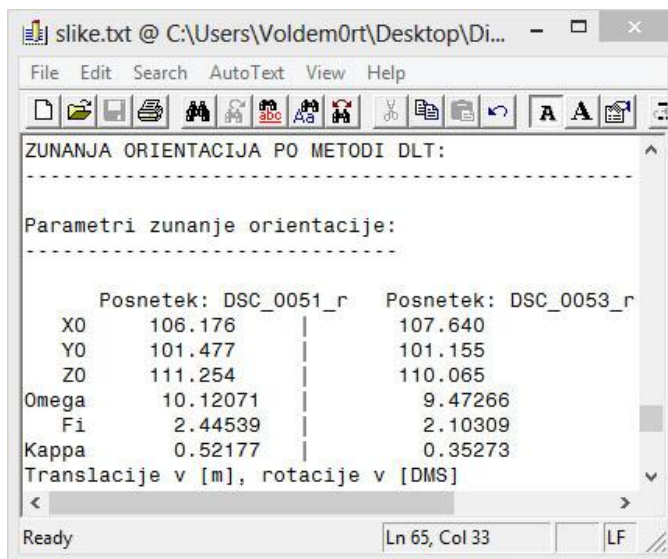 slike.txt @ C:\Users\Voldem0rt\Desktop\Di...
File Edit Search AutoText View Help
ZUNANJA ORIENTACIJA PO METODI DLT:
-----------------------------------------------------
Parametri zunanje orientacije:
--------------------------------
Posnetek: DSC_0051_r Posnetek: DSC_0053_r
X0 106.176 | 107.640
Y0 101.477 | 101.155
Z0 111.254 | 110.065
Omega 10.12071 | 9.47266
Fi 2.44539 | 2.10309
Kappa 0.52177 | 0.35273
Translacije v [m], rotacije v [DMS]
Ready Ln 65, Col 33 LF